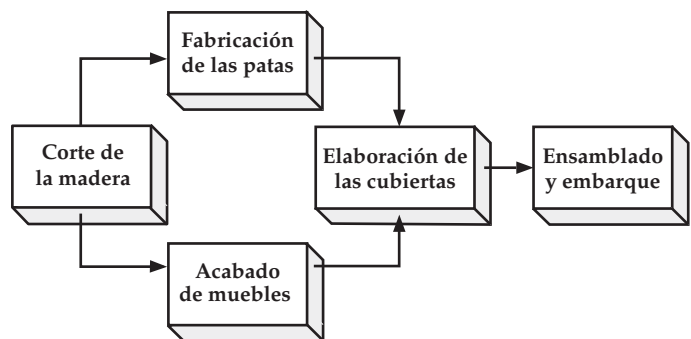 Fabricación
de las patas
Corte de
la madera
Elaboración de
las cubiertas
Ensamblado
y embarque
Acabado
de muebles